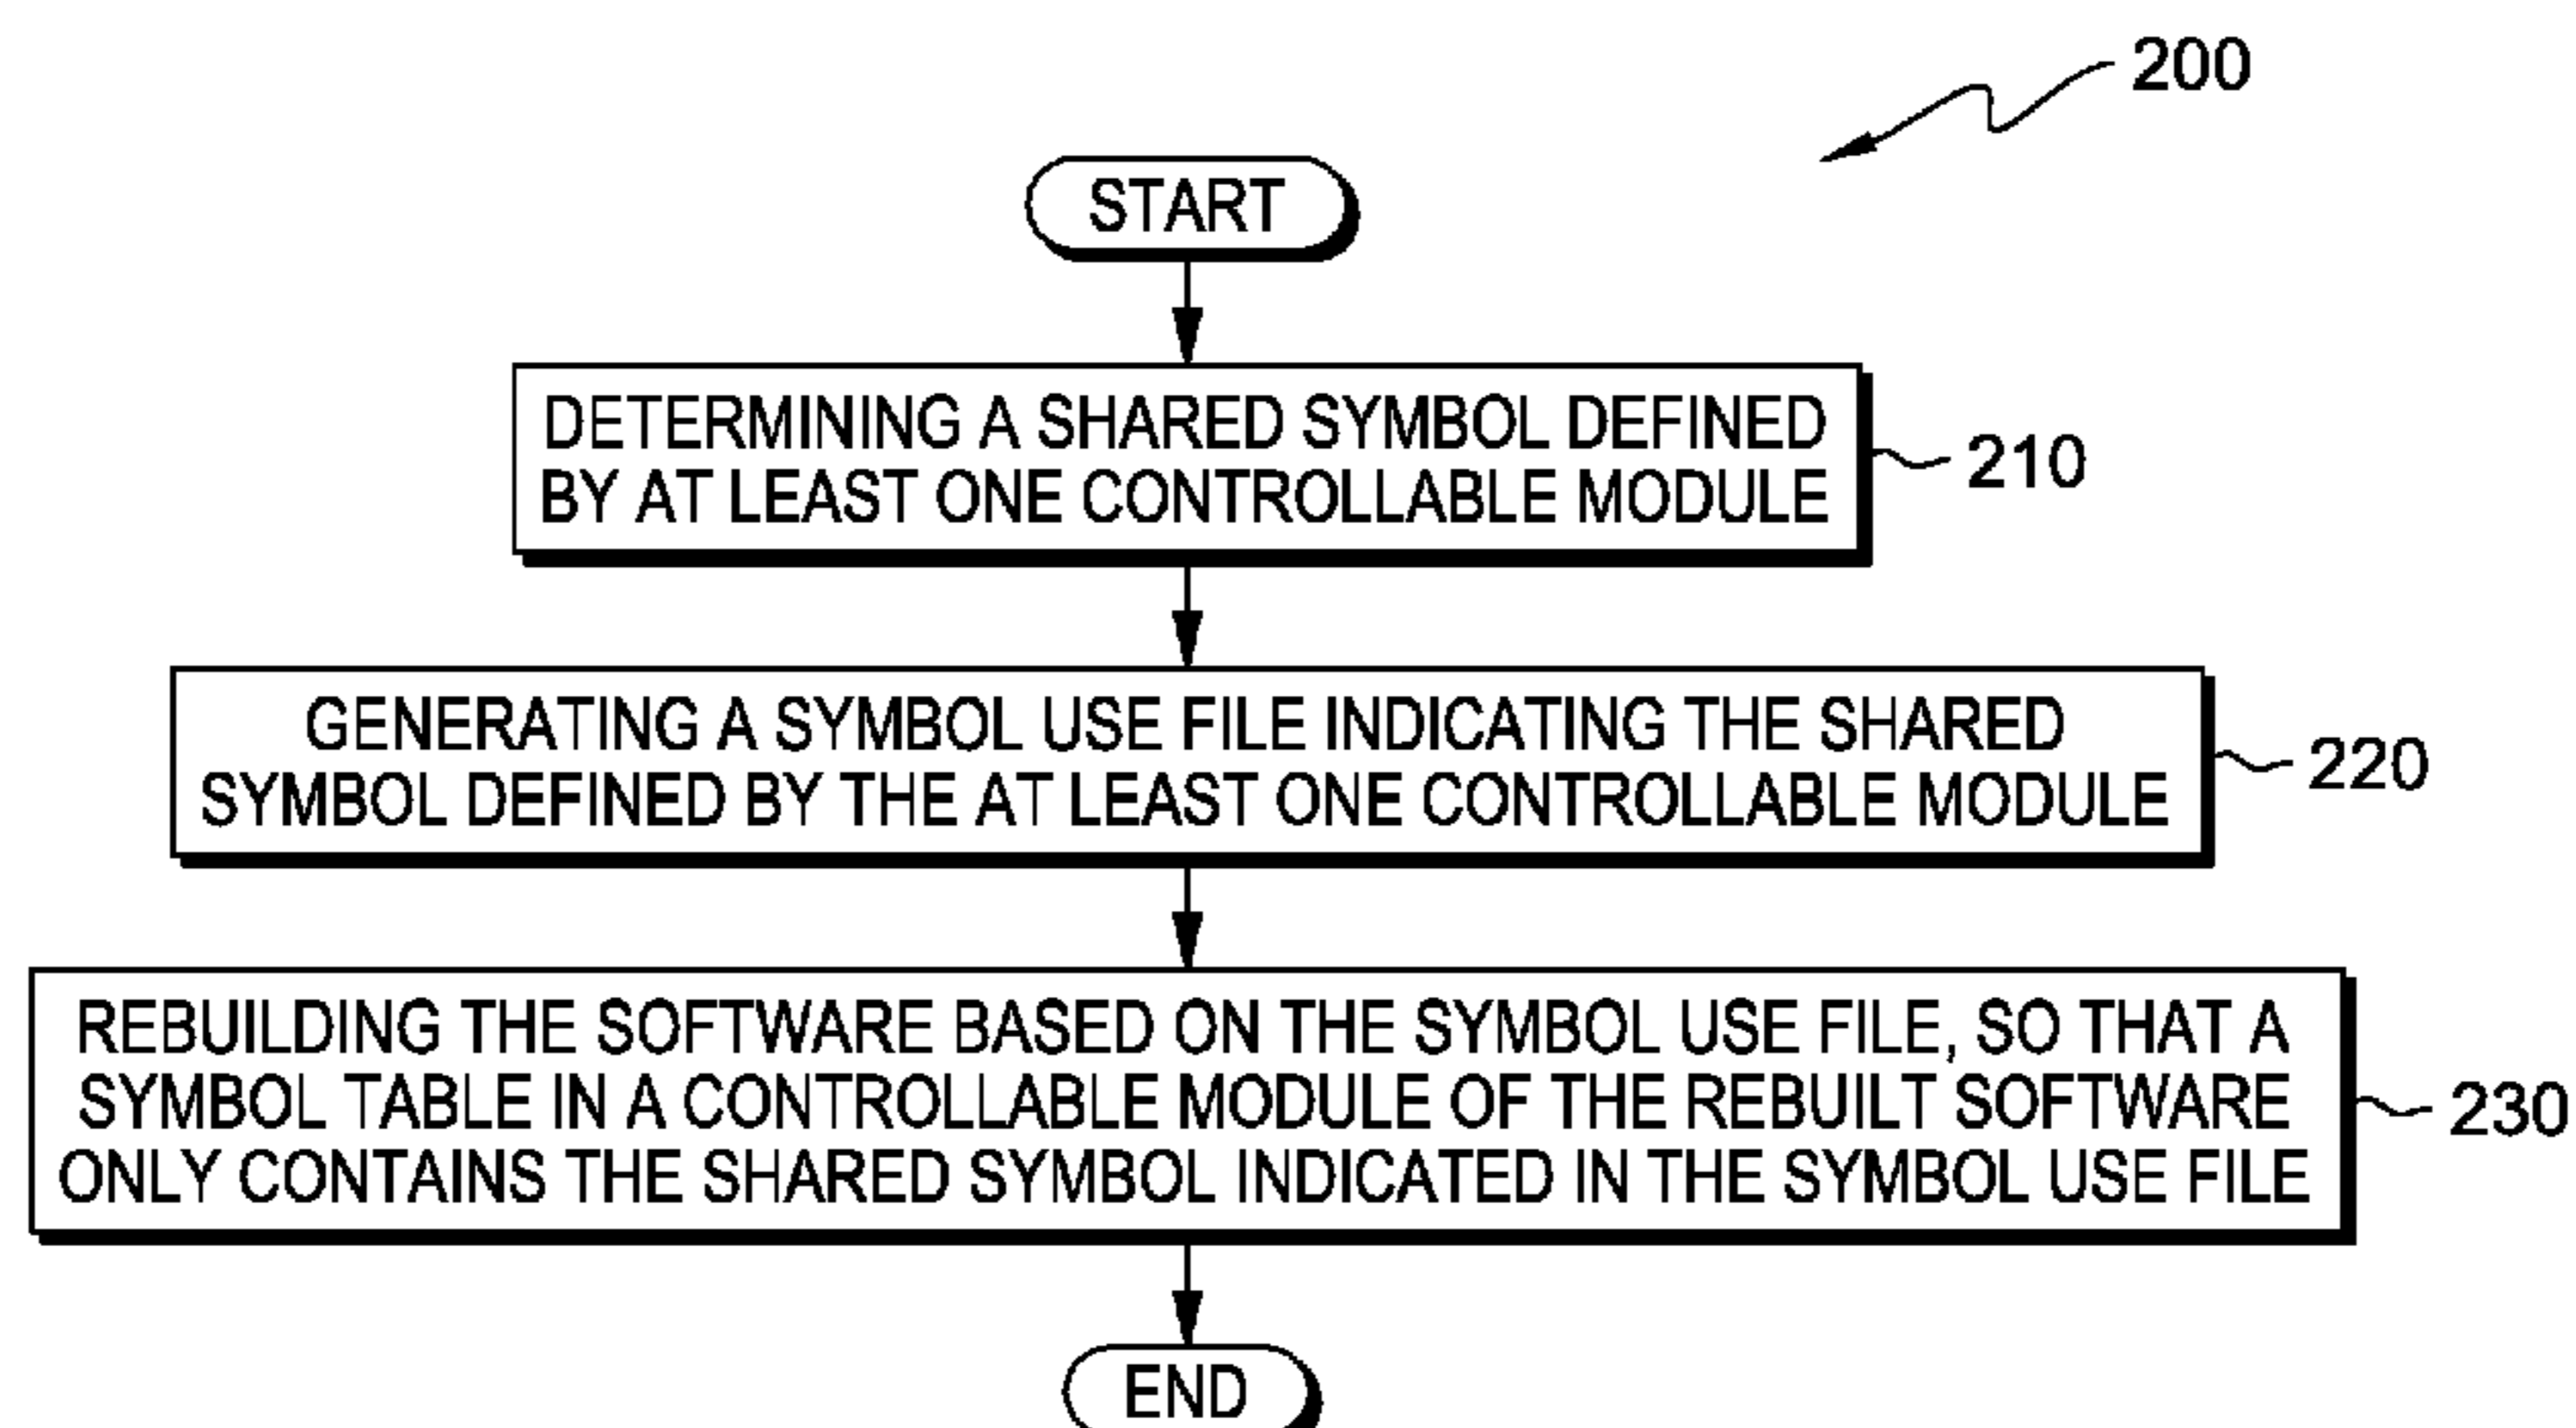 200
START
DETERMINING A SHARED SYMBOL DEFINED
BY AT LEAST ONE CONTROLLABLE MODULE
210
GENERATING A SYMBOL USE FILE INDICATING THE SHARED
SYMBOL DEFINED BY THE AT LEAST ONE CONTROLLABLE MODULE
220
REBUILDING THE SOFTWARE BASED ON THE SYMBOL USE FILE, SO THAT A
SYMBOL TABLE IN A CONTROLLABLE MODULE OF THE REBUILT SOFTWARE
ONLY CONTAINS THE SHARED SYMBOL INDICATED IN THE SYMBOL USE FILE
230
END